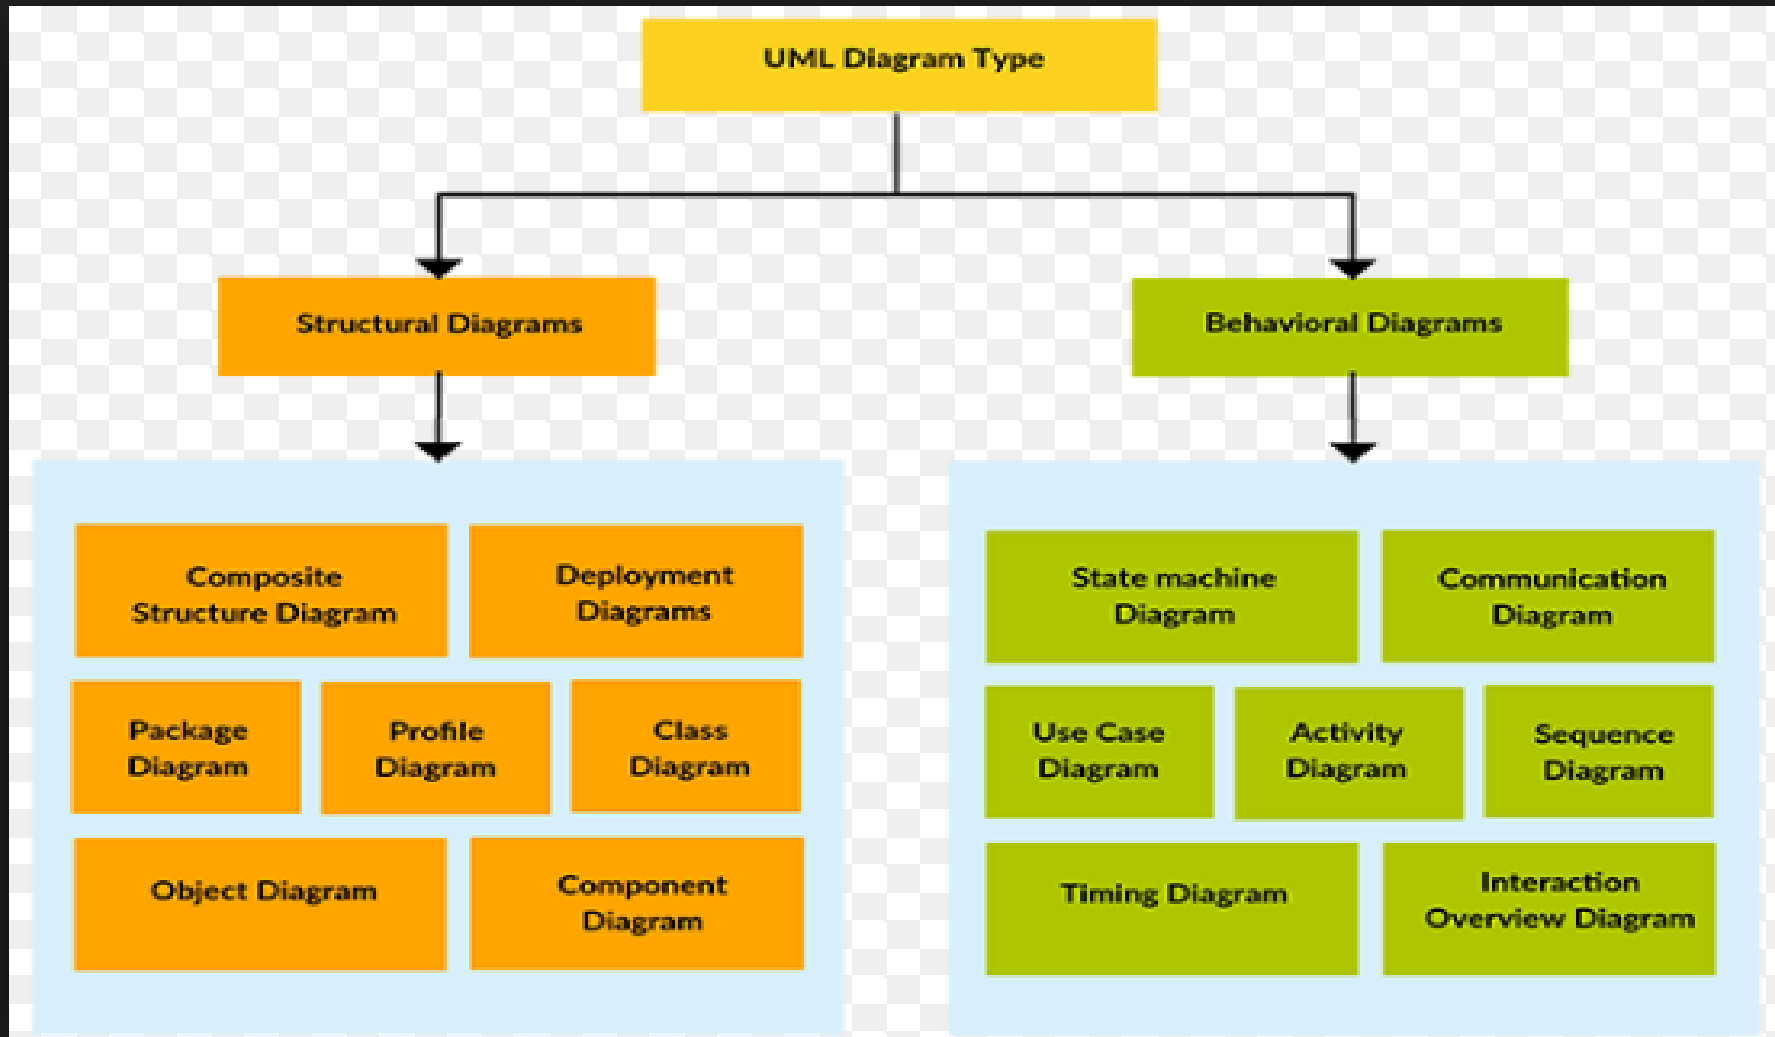 UML Diagram Type
Structural Diagrams
Behavioral Diagrams
Composite
Structure Diagram
Deployment
Diagrams
Package
Diagram
Profile
Diagram
Class
Diagram
Object Diagram
Component
Diagram
State machine
Diagram
Communication
Diagram
Use Case
Diagram
Activity
Diagram
Sequence
Diagram
Timing Diagram
Interaction
Overview Diagram